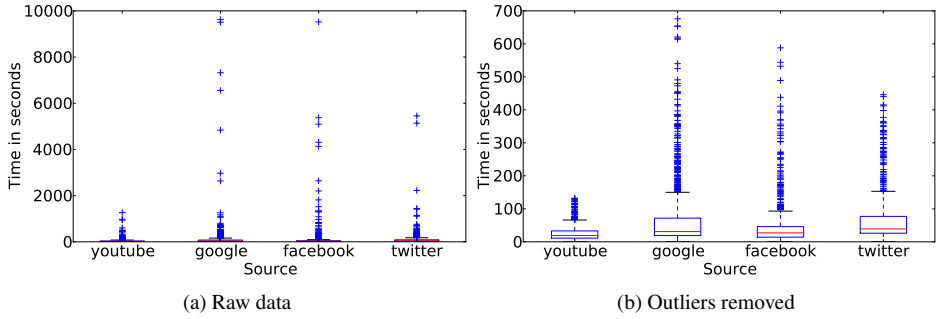 10000
8000
6000
4000
2000
0
Time in seconds
youtube google facebook twitter
Source
(a) Raw data
700
600
500
400
300
200
100
0
Time in seconds
youtube google facebook twitter
Source
(b) Outliers removed